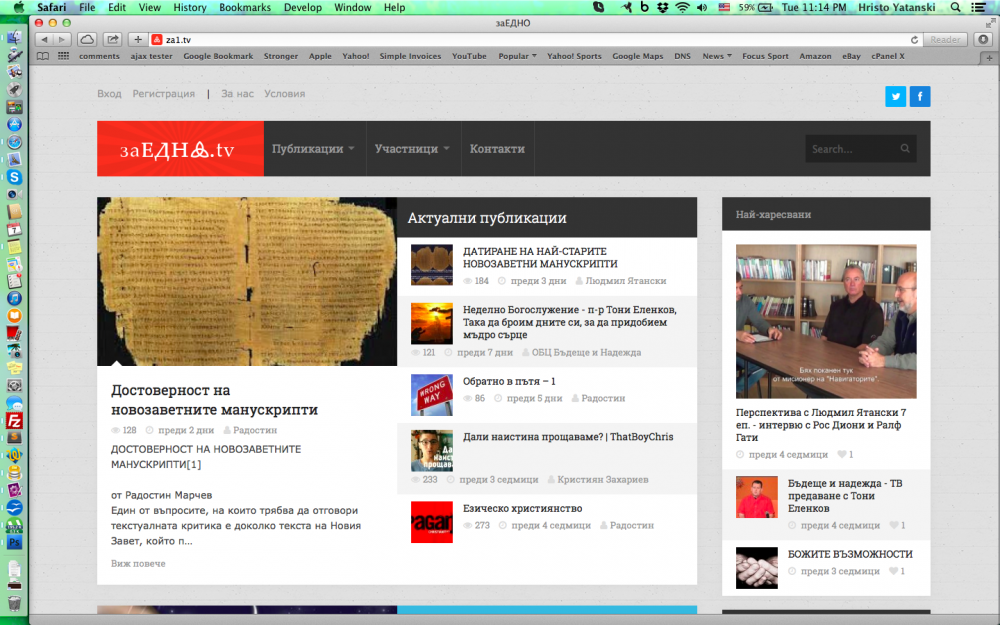 Safari File Edit View History Bookmarks Develop Window Help
59% Tue 11:14 PM Hristo Yatanski
заЕДНО
za1.tv
Reader
comments ajax tester Google Bookmark Stronger Apple Yahoo! Simple Invoices YouTube Popular Yahoo! Sports Google Maps DNS News Focus Sport Amazon eBay cPanel X
Вход Регистрация | За нас Условия
заЕДНО.tv
Публикации Участници Контакти
Search...
Актуални публикации
ДАТИРАНЕ НА НАЙ-СТАРИТЕ
НОВОЗАВЕТНИ МАНУСКРИПТИ
184 преди 3 дни Людмил Ятански
Неделно Богослужение - п-р Тони Еленков,
Така да броим дните си, за да придобием
мъдро сърце
121 преди 7 дни ОБЦ Бъдеще и Надежда
WRONG
WAY
Обратно в пътя – 1
86 преди 5 дни Радостин
Дали наистина прощаваме? | ThatBoyChris
233 преди 3 седмици Кристиян Захариев
Езическо християнство
273 преди 4 седмици Радостин
Достоверност на
новозаветните манускрипти
128 преди 2 дни Радостин
ДОСТОВЕРНОСТ НА НОВОЗАВЕТНИТЕ
МАНУСКРИПТИ[1]
от Радостин Марчев
Един от въпросите, на които трябва да отговори
текстуалната критика е доколко текста на Новия
Завет, който п...
Виж повече
Най-харесвани
Бях поканен тук
от мисионер на "Навигаторите".
Перспектива с Людмил Ятански 7
еп. - интервю с Рос Диони и Ралф
Гати
преди 4 седмици 1
Бъдеще и надежда - ТВ
предаване с Тони
Еленков
преди 4 седмици 1
БОЖИТЕ ВЪЗМОЖНОСТИ
преди 3 седмици 1